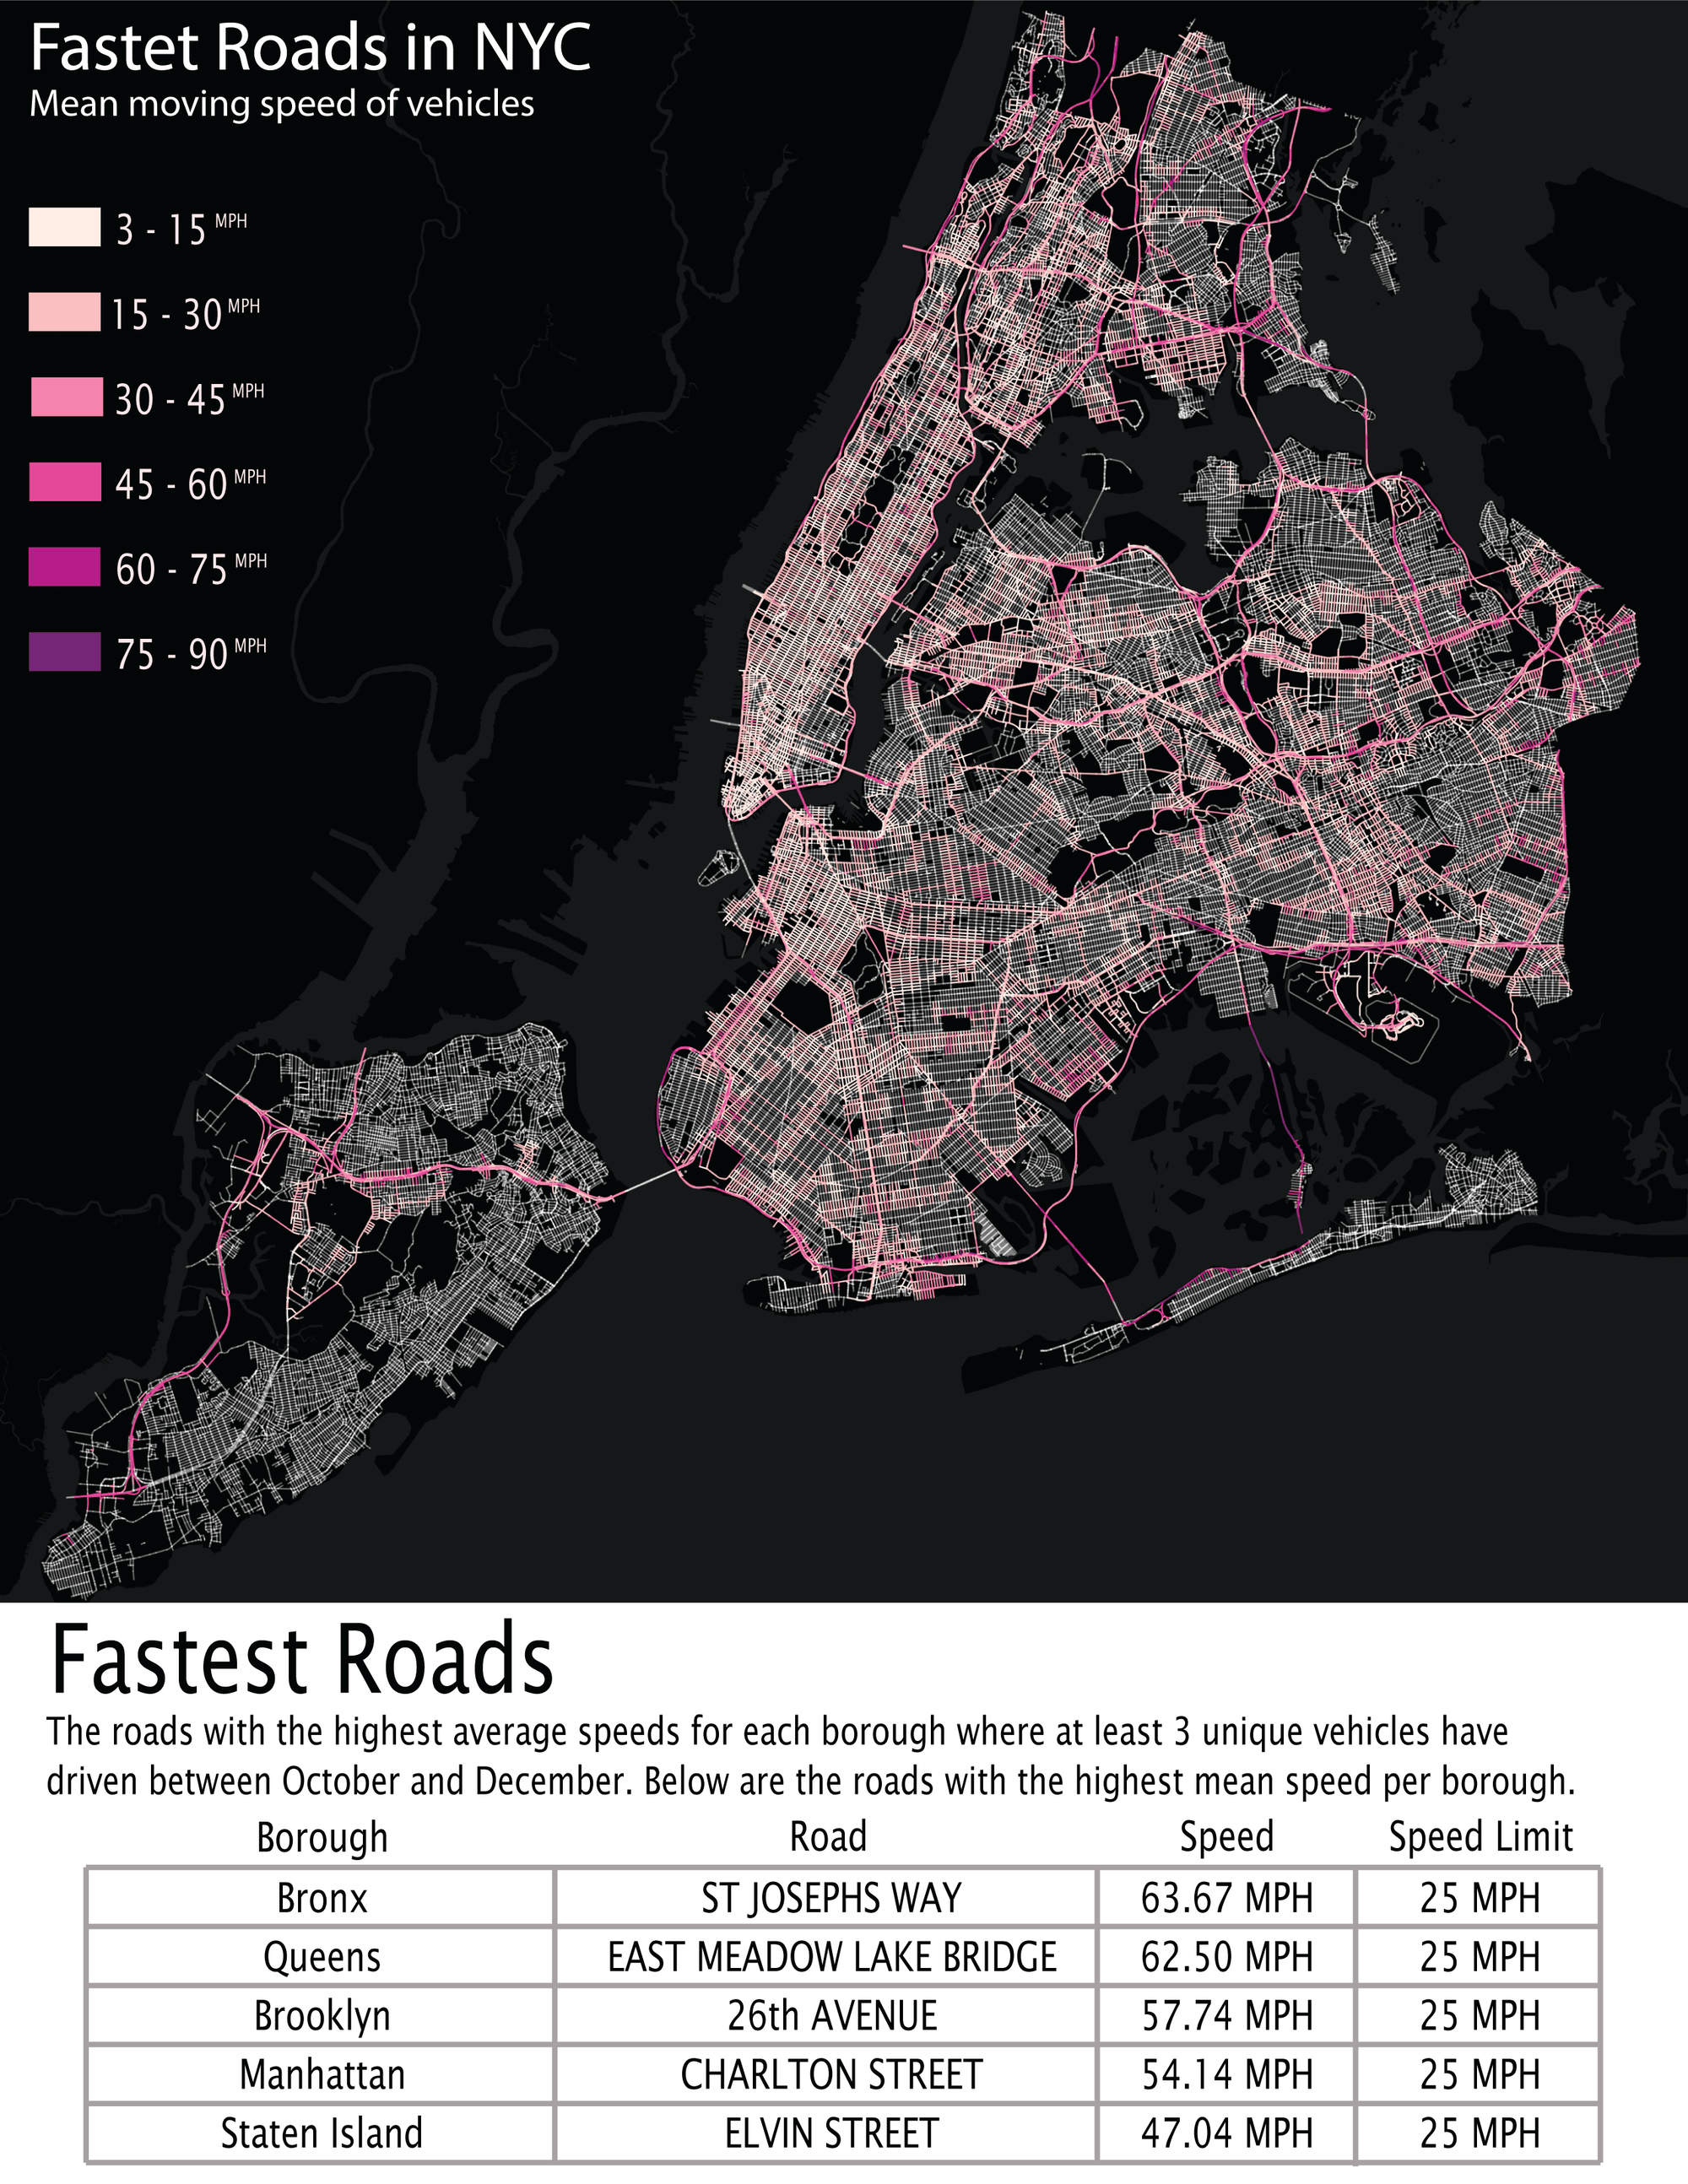 Fastet Roads in NYC
Mean moving speed of vehicles
3 - 15 MPH
15 - 30 MPH
30 - 45 MPH
45 - 60 MPH
60 - 75 MPH
75 - 90 MPH
Fastest Roads
The roads with the highest average speeds for each borough where at least 3 unique vehicles have
driven between October and December. Below are the roads with the highest mean speed per borough.
Borough Road Speed Speed Limit
Bronx ST JOSEPHS WAY 63.67 MPH 25 MPH
Queens EAST MEADOW LAKE BRIDGE 62.50 MPH 25 MPH
Brooklyn 26th AVENUE 57.74 MPH 25 MPH
Manhattan CHARLTON STREET 54.14 MPH 25 MPH
Staten Island ELVIN STREET 47.04 MPH 25 MPH